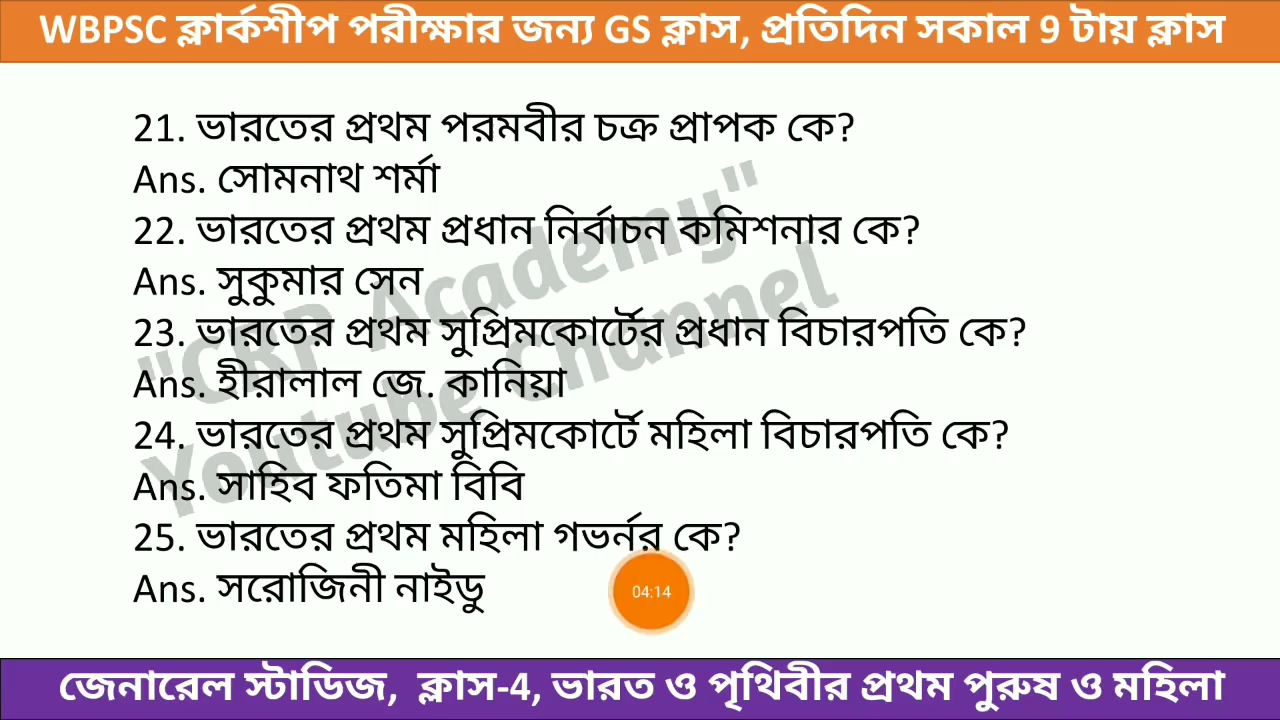 WBPSC ক্লার্কশীপ পরীক্ষার জন্য GS ক্লাস, প্রতিদিন সকাল 9 টায় ক্লাস
21. ভারতের প্রথম পরমবীর চক্র প্রাপক কে?
Ans. সোমনাথ শর্মা
22. ভারতের প্রথম প্রধান নির্বাচন কমিশনার কে?
Ans. সুকুমার সেন
23. ভারতের প্রথম সুপ্রিমকোর্টের প্রধান বিচারপতি কে?
Ans. হীরালাল জে. কানিয়া
24. ভারতের প্রথম সুপ্রিমকোর্টে মহিলা বিচারপতি কে?
Ans. সাহিব ফতিমা বিবি
25. ভারতের প্রথম মহিলা গভর্নর কে?
Ans. সরোজিনী নাইডু
"CRP Academy"
Youtube Channel
04:14
জেনারেল স্টাডিজ, ক্লাস-4, ভারত ও পৃথিবীর প্রথম পুরুষ ও মহিলা